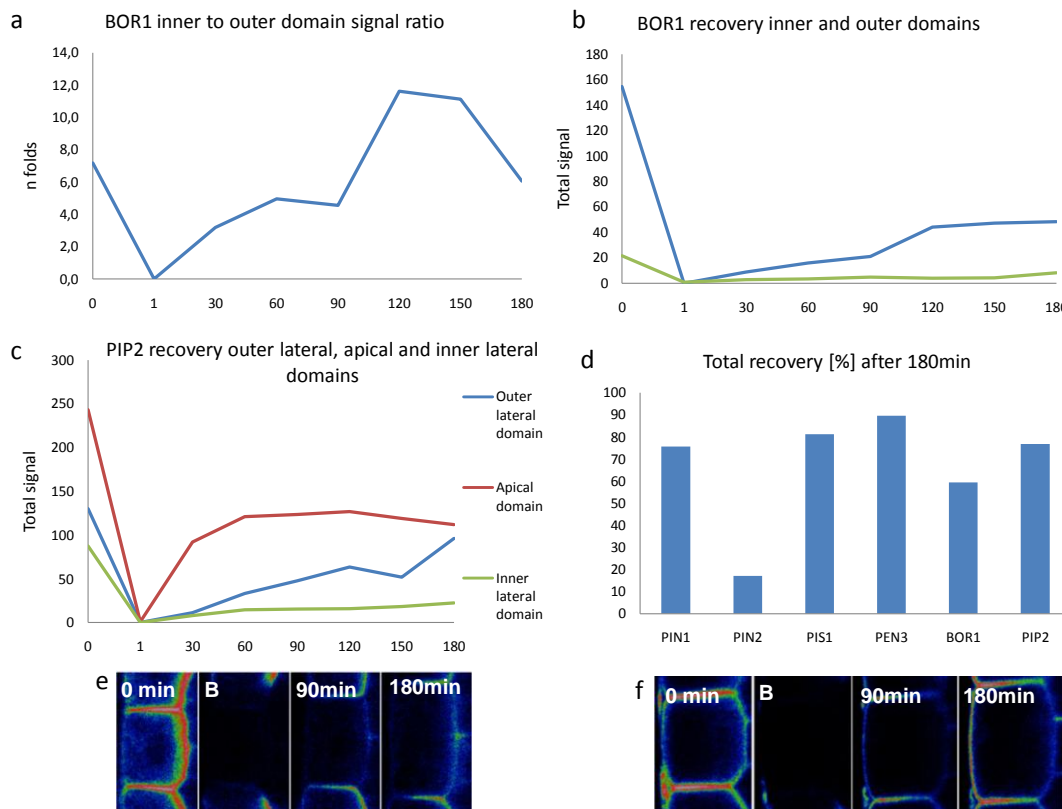 a
BOR1 inner to outer domain signal ratio
14,0
12,0
10,0
8,0
6,0
4,0
2,0
0,0
n folds
0 1 30 60 90 120 150 180
b
BOR1 recovery inner and outer domains
180
160
140
120
100
80
60
40
20
0
Total signal
0 1 30 60 90 120 150 180
c
PIP2 recovery outer lateral, apical and inner lateral
domains
300
250
200
150
100
50
0
Total signal
0 1 30 60 90 120 150 180
Outer
lateral
domain
Apical
domain
Inner
lateral
domain
d
Total recovery [%] after 180min
100
90
80
70
60
50
40
30
20
10
0
PIN1 PIN2 PIS1 PEN3 BOR1 PIP2
e
0 min B 90min 180min
f
0 min B 90min 180min